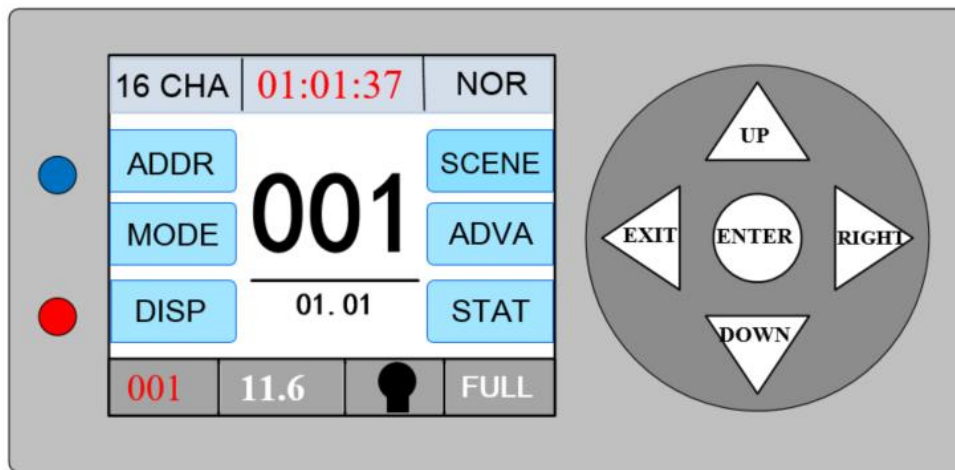 16 CHA 01:01:37 NOR
ADDR
MODE
DISP
001
01. 01
SCENE
ADVA
STAT
001 11.6 FULL
UP
EXIT ENTER RIGHT
DOWN